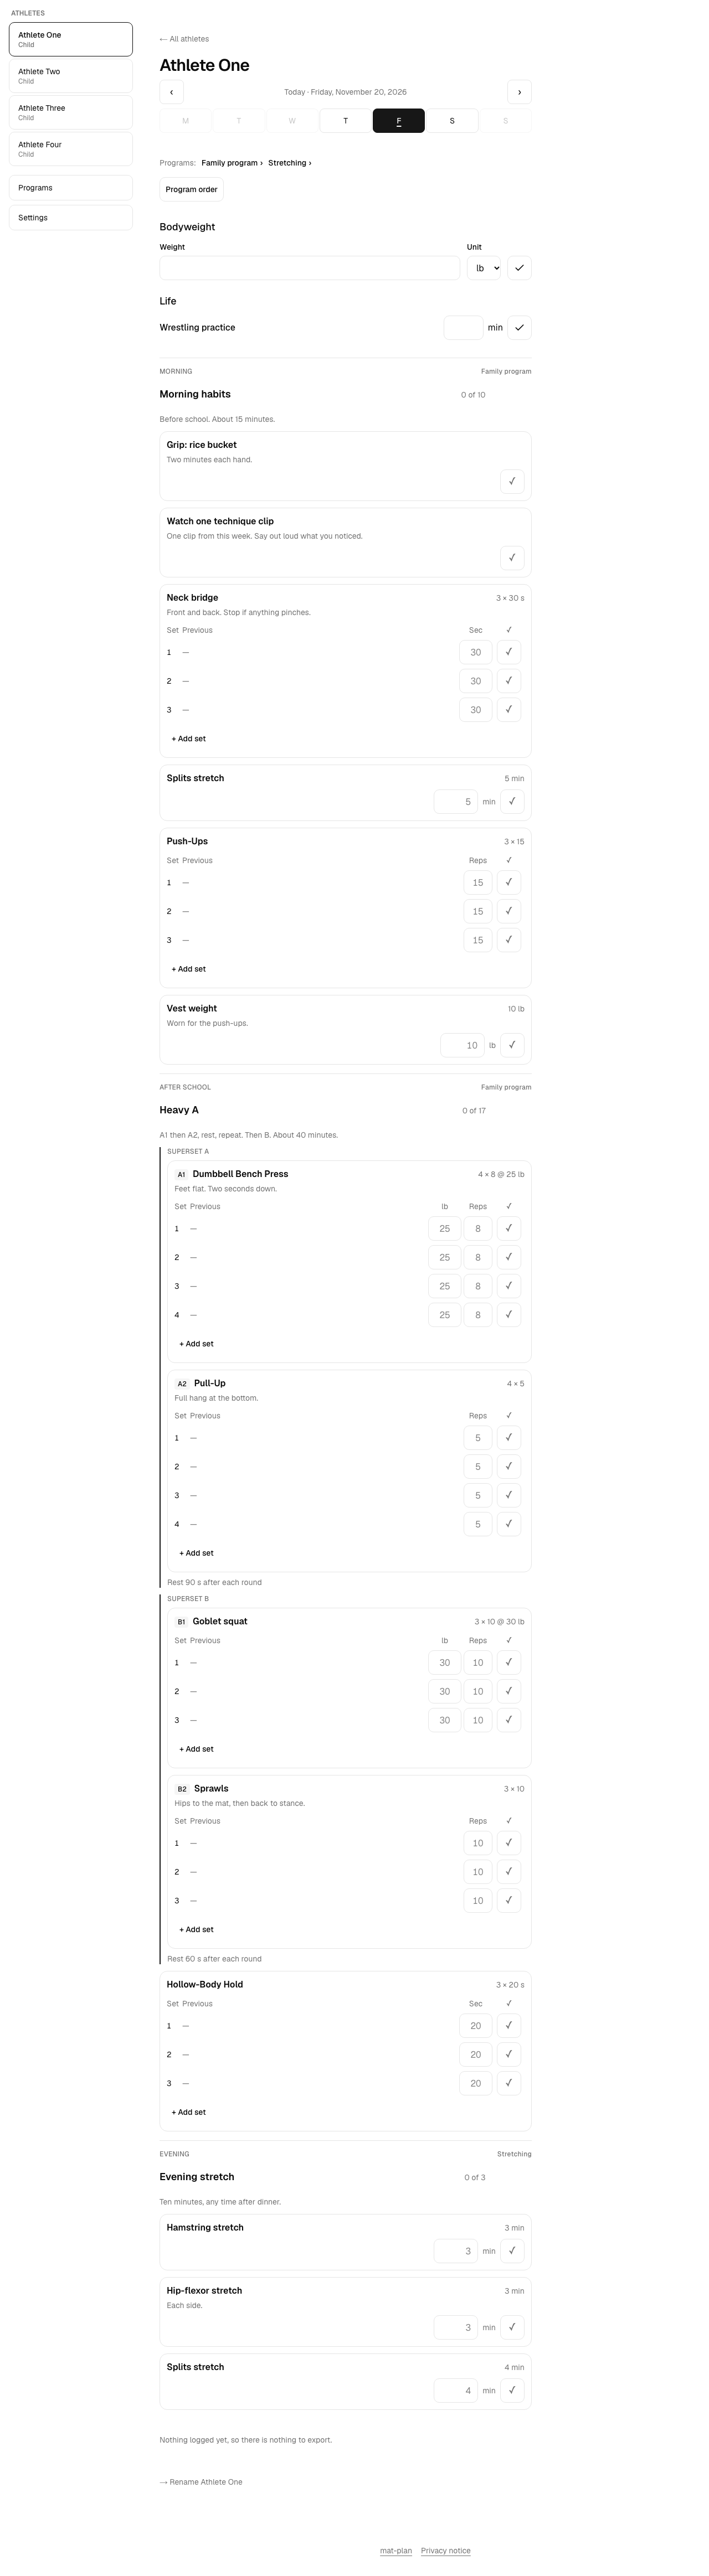 ATHLETES
Athlete One
Child
Athlete Two
Child
Athlete Three
Child
Athlete Four
Child
Programs
Settings
← All athletes
Athlete One
‹ Today · Friday, November 20, 2026 ›
M T W T F S S
Programs: Family program › Stretching ›
Program order
Bodyweight
Weight Unit
lb ✓
Life
Wrestling practice min ✓
MORNING Family program
Morning habits 0 of 10
Before school. About 15 minutes.
Grip: rice bucket
Two minutes each hand.
✓
Watch one technique clip
One clip from this week. Say out loud what you noticed.
✓
Neck bridge 3 × 30 s
Front and back. Stop if anything pinches.
Set Previous Sec ✓
1 — 30 ✓
2 — 30 ✓
3 — 30 ✓
+ Add set
Splits stretch 5 min
5 min ✓
Push-Ups 3 × 15
Set Previous Reps ✓
1 — 15 ✓
2 — 15 ✓
3 — 15 ✓
+ Add set
Vest weight 10 lb
Worn for the push-ups.
10 lb ✓
AFTER SCHOOL Family program
Heavy A 0 of 17
A1 then A2, rest, repeat. Then B. About 40 minutes.
SUPERSET A
A1 Dumbbell Bench Press 4 × 8 @ 25 lb
Feet flat. Two seconds down.
Set Previous lb Reps ✓
1 — 25 8 ✓
2 — 25 8 ✓
3 — 25 8 ✓
4 — 25 8 ✓
+ Add set
A2 Pull-Up 4 × 5
Full hang at the bottom.
Set Previous Reps ✓
1 — 5 ✓
2 — 5 ✓
3 — 5 ✓
4 — 5 ✓
+ Add set
Rest 90 s after each round
SUPERSET B
B1 Goblet squat 3 × 10 @ 30 lb
Set Previous lb Reps ✓
1 — 30 10 ✓
2 — 30 10 ✓
3 — 30 10 ✓
+ Add set
B2 Sprawls 3 × 10
Hips to the mat, then back to stance.
Set Previous Reps ✓
1 — 10 ✓
2 — 10 ✓
3 — 10 ✓
+ Add set
Rest 60 s after each round
Hollow-Body Hold 3 × 20 s
Set Previous Sec ✓
1 — 20 ✓
2 — 20 ✓
3 — 20 ✓
+ Add set
EVENING Stretching
Evening stretch 0 of 3
Ten minutes, any time after dinner.
Hamstring stretch 3 min
3 min ✓
Hip-flexor stretch 3 min
Each side.
3 min ✓
Splits stretch 4 min
4 min ✓
Nothing logged yet, so there is nothing to export.
→ Rename Athlete One
mat-plan Privacy notice